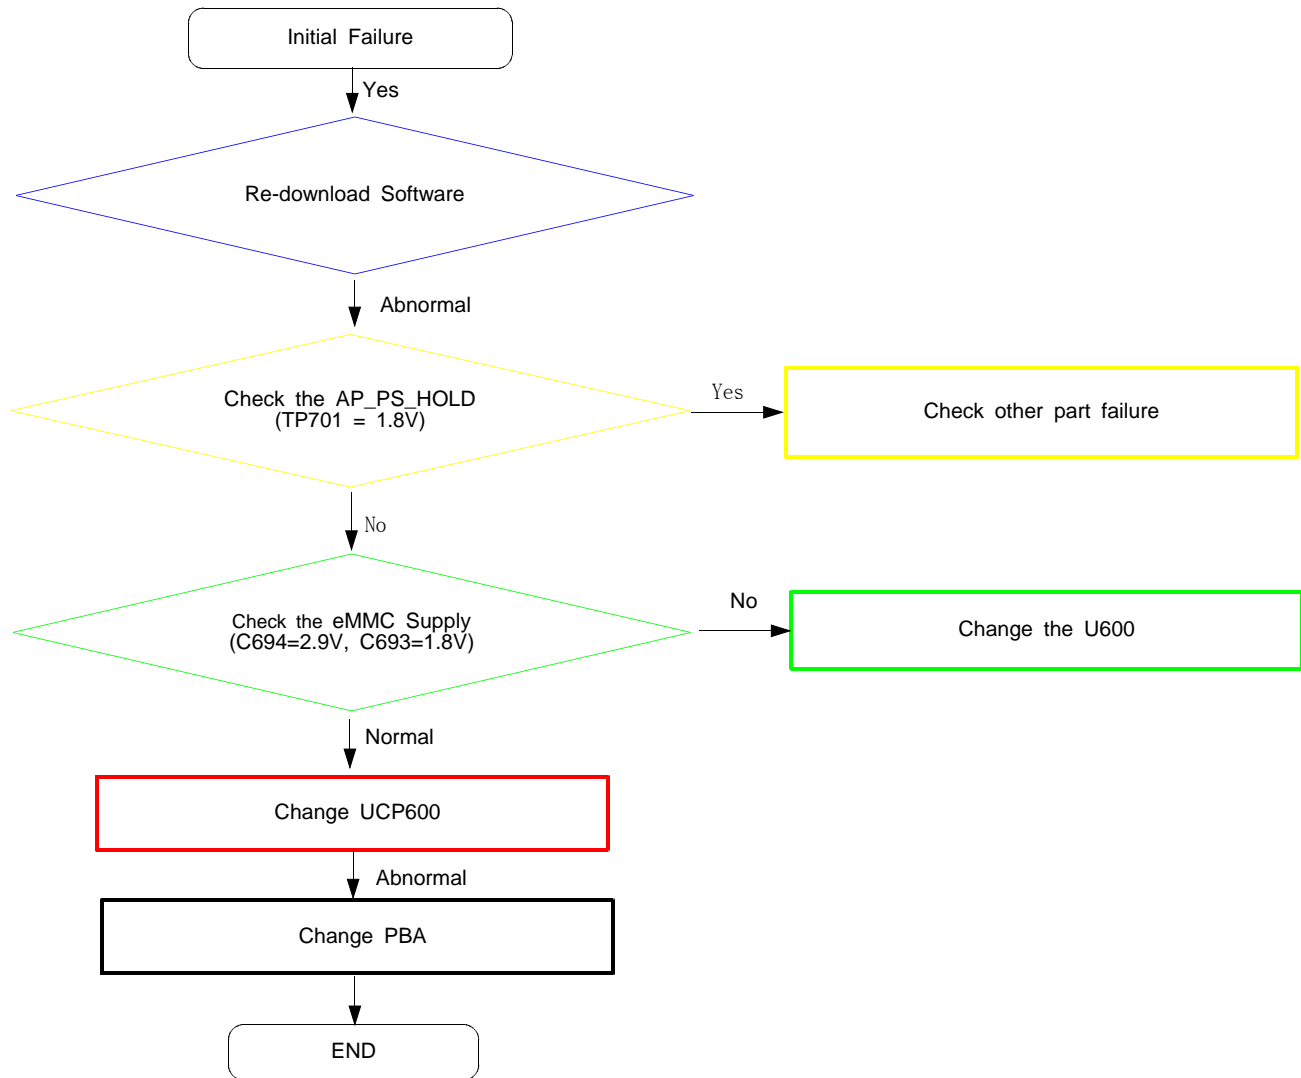 Initial Failure
Yes
Re-download Software
Abnormal
Check the AP_PS_HOLD
(TP701 = 1.8V)
Yes
Check other part failure
No
Check the eMMC Supply
(C694=2.9V, C693=1.8V)
No
Change the U600
Normal
Change UCP600
Abnormal
Change PBA
END